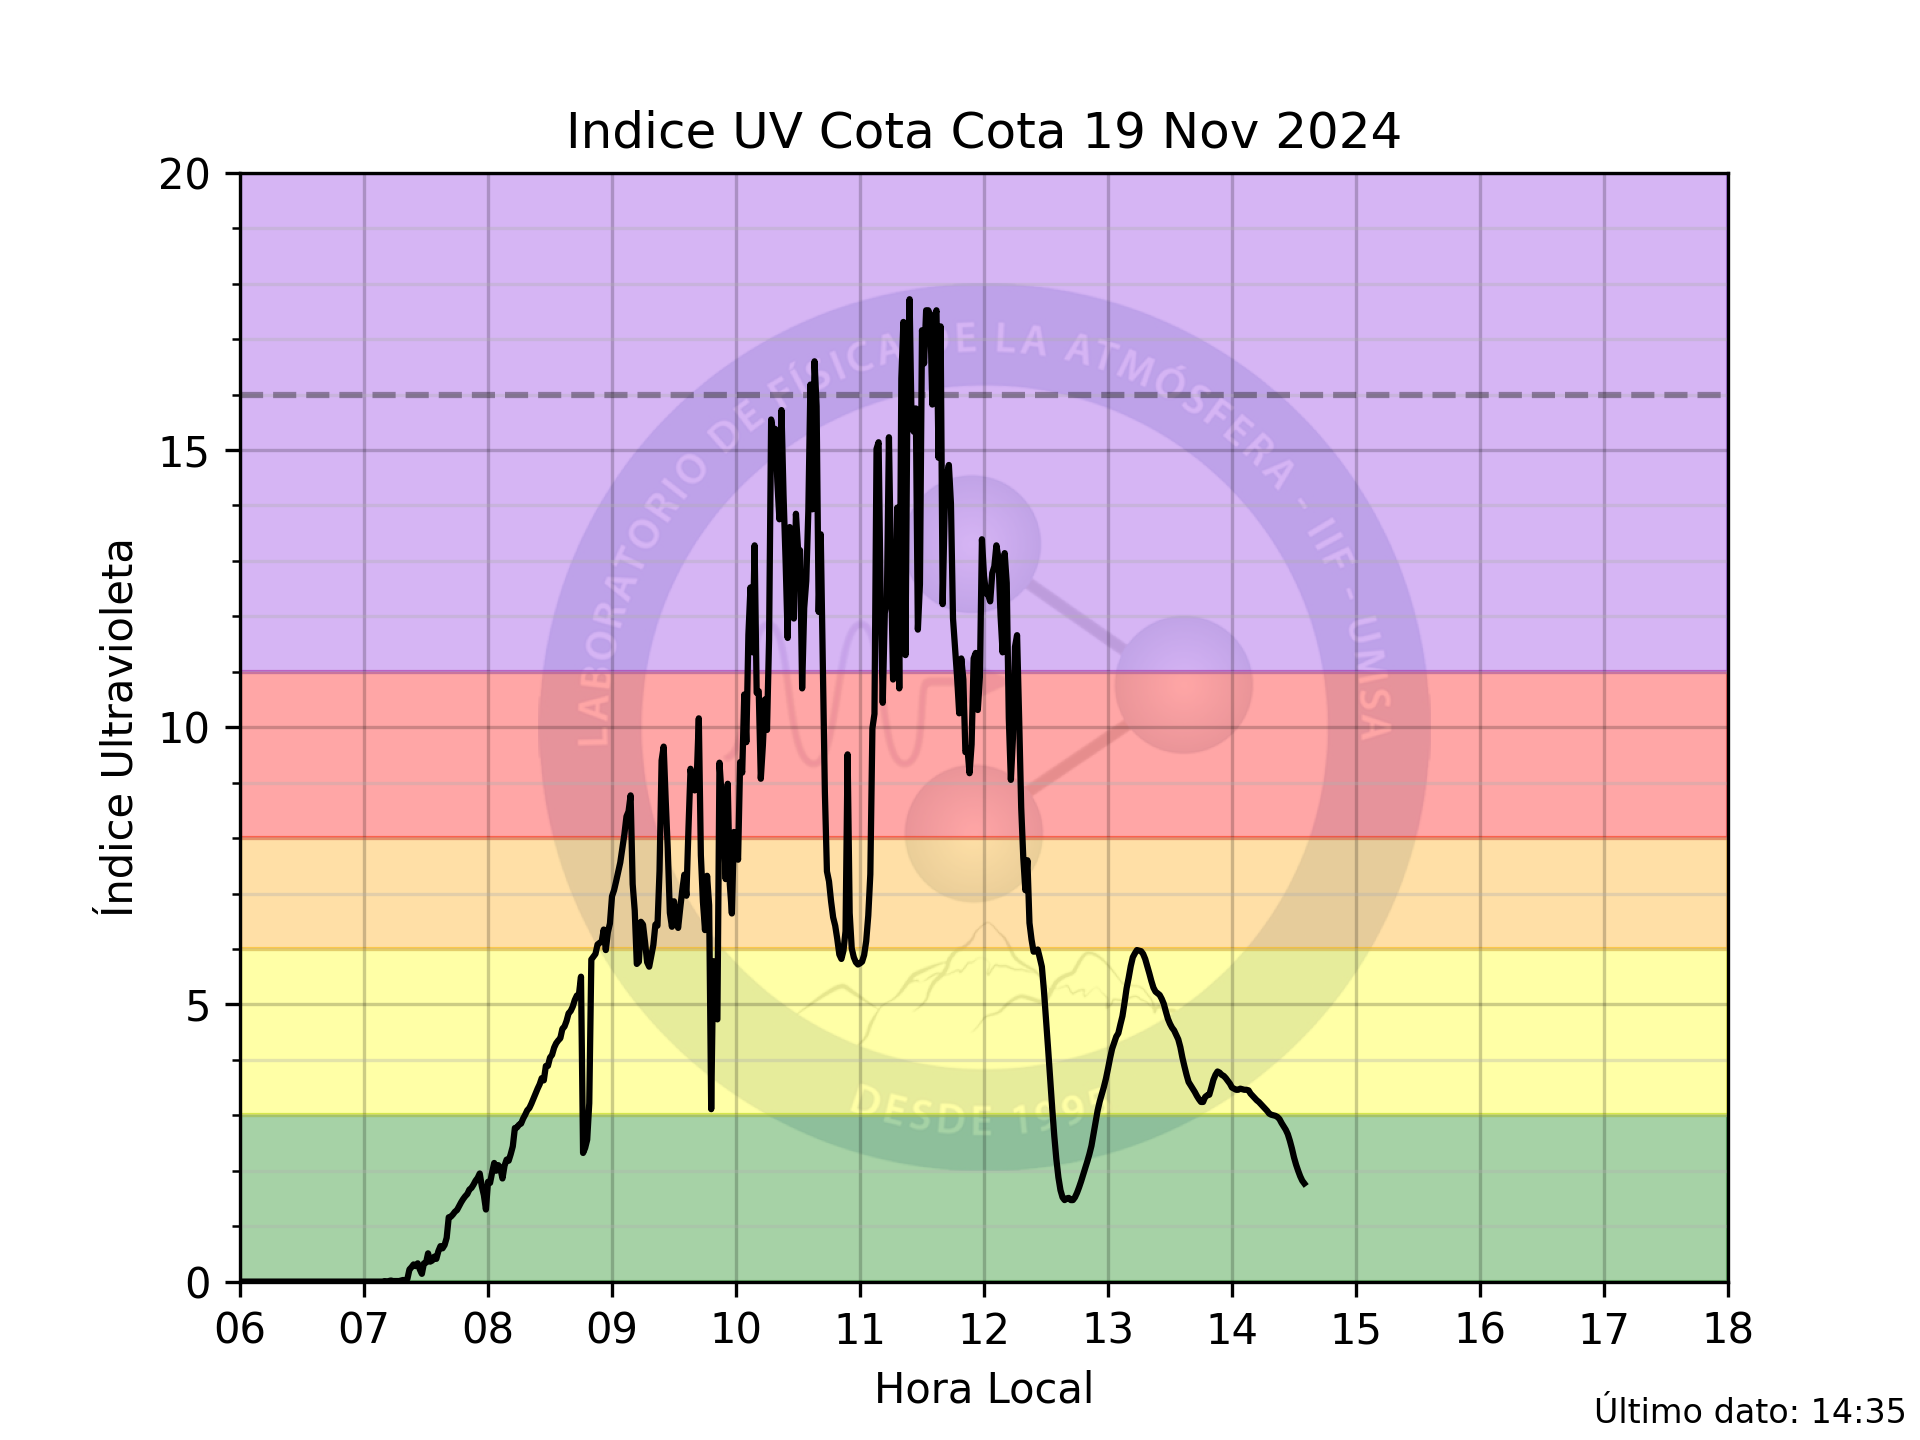 Indice UV Cota Cota 19 Nov 2024
20
15
10
5
0
Índice Ultravioleta
LABORATORIO DE FÍSICA DE LA ATMÓSFERA - IIF - UMSA
DESDE 1995
06 07 08 09 10 11 12 13 14 15 16 17 18
Hora Local
Último dato: 14:35